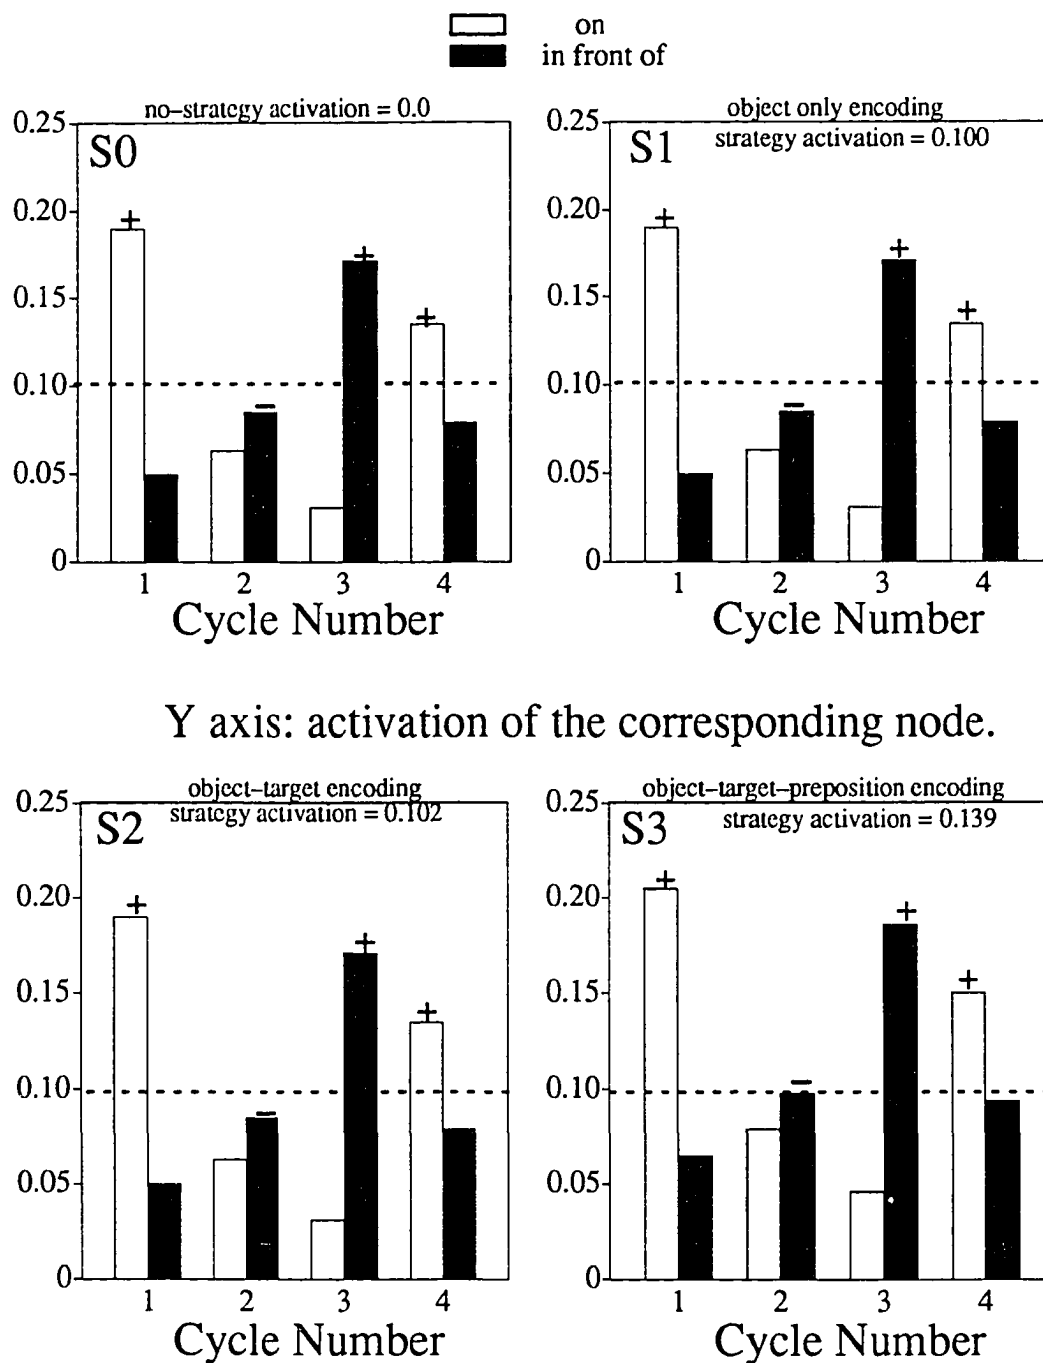 on
in front of
no–strategy activation = 0.0
S0
0.25
0.20
0.15
0.10
0.05
0
1 2 3 4
Cycle Number
object only encoding
S1
strategy activation = 0.100
0.25
0.20
0.15
0.10
0.05
0
1 2 3 4
Cycle Number
Y axis: activation of the corresponding node.
object–target encoding
S2
strategy activation = 0.102
0.25
0.20
0.15
0.10
0.05
0
1 2 3 4
Cycle Number
object–target–preposition encoding
S3
strategy activation = 0.139
0.25
0.20
0.15
0.10
0.05
0
1 2 3 4
Cycle Number